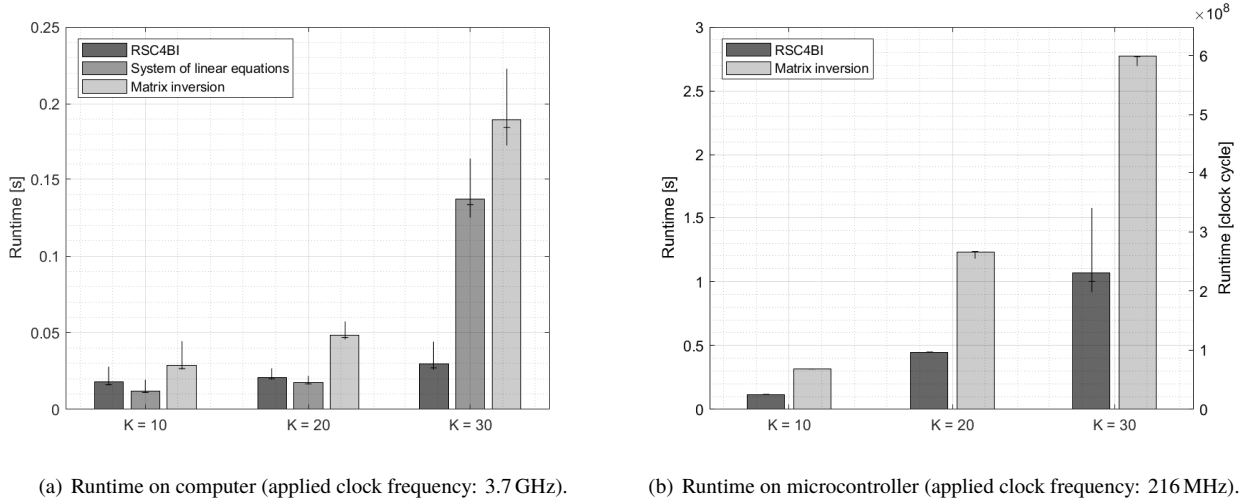 0.25
0.2
0.15
0.1
0.05
0
Runtime [s]
RSC4BI
System of linear equations
Matrix inversion
K = 10
K = 20
K = 30
(a) Runtime on computer (applied clock frequency: 3.7 GHz).
×10⁸
3
2.5
2
1.5
1
0.5
0
Runtime [s]
RSC4BI
Matrix inversion
6
5
4
3
2
1
0
Runtime [clock cycle]
K = 10
K = 20
K = 30
(b) Runtime on microcontroller (applied clock frequency: 216 MHz).